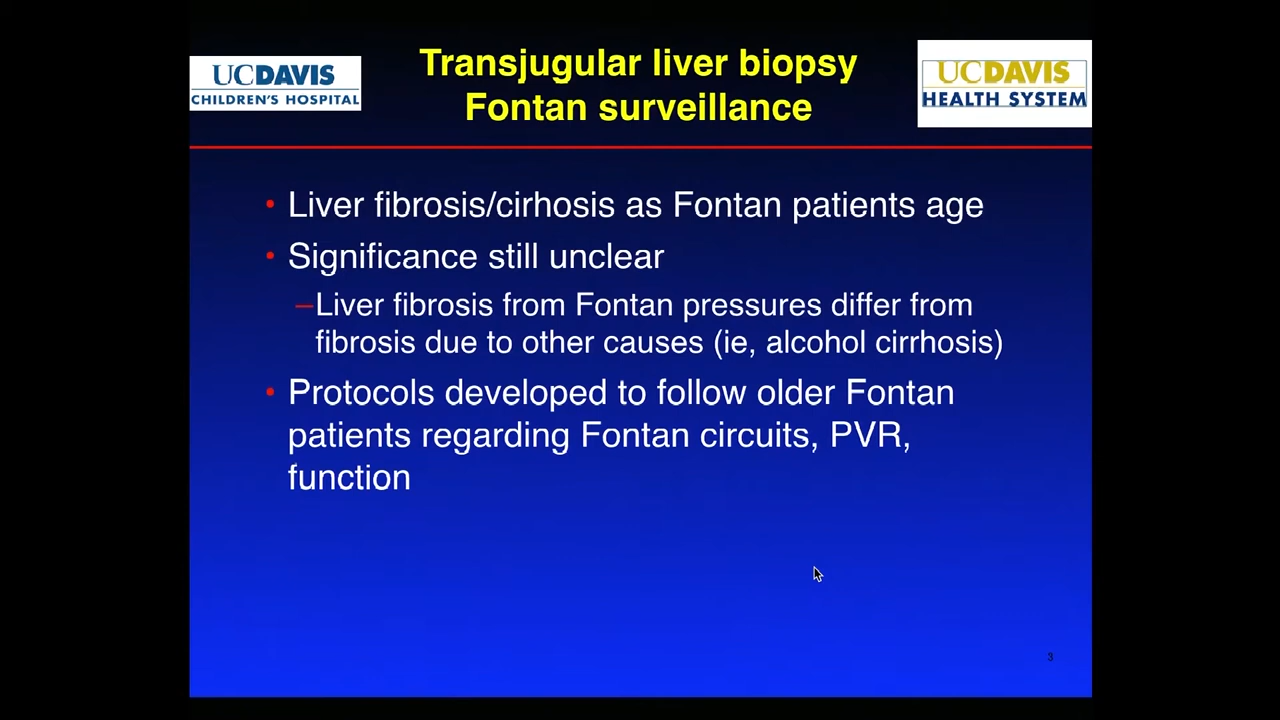 UCDAVIS
CHILDREN'S HOSPITAL
Transjugular liver biopsy
Fontan surveillance
UCDAVIS
HEALTH SYSTEM
• Liver fibrosis/cirhosis as Fontan patients age
• Significance still unclear
–Liver fibrosis from Fontan pressures differ from
fibrosis due to other causes (ie, alcohol cirrhosis)
• Protocols developed to follow older Fontan
patients regarding Fontan circuits, PVR,
function
3